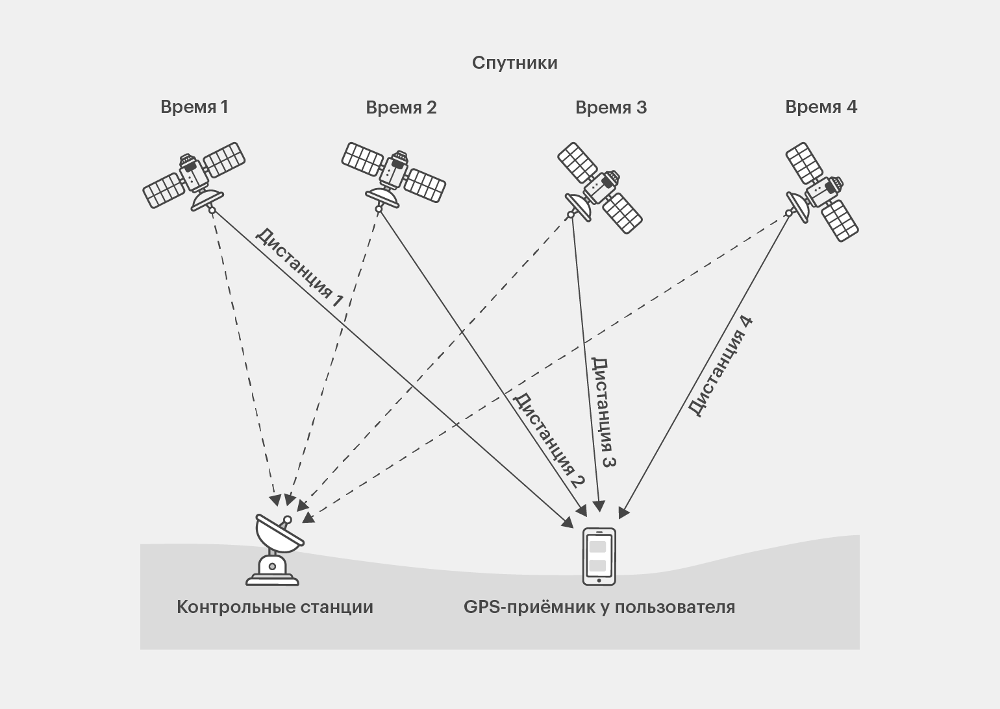 Спутники
Время 1
Время 2
Время 3
Время 4
Дистанция 1
Дистанция 2
Дистанция 3
Дистанция 4
Контрольные станции
GPS-приёмник у пользователя